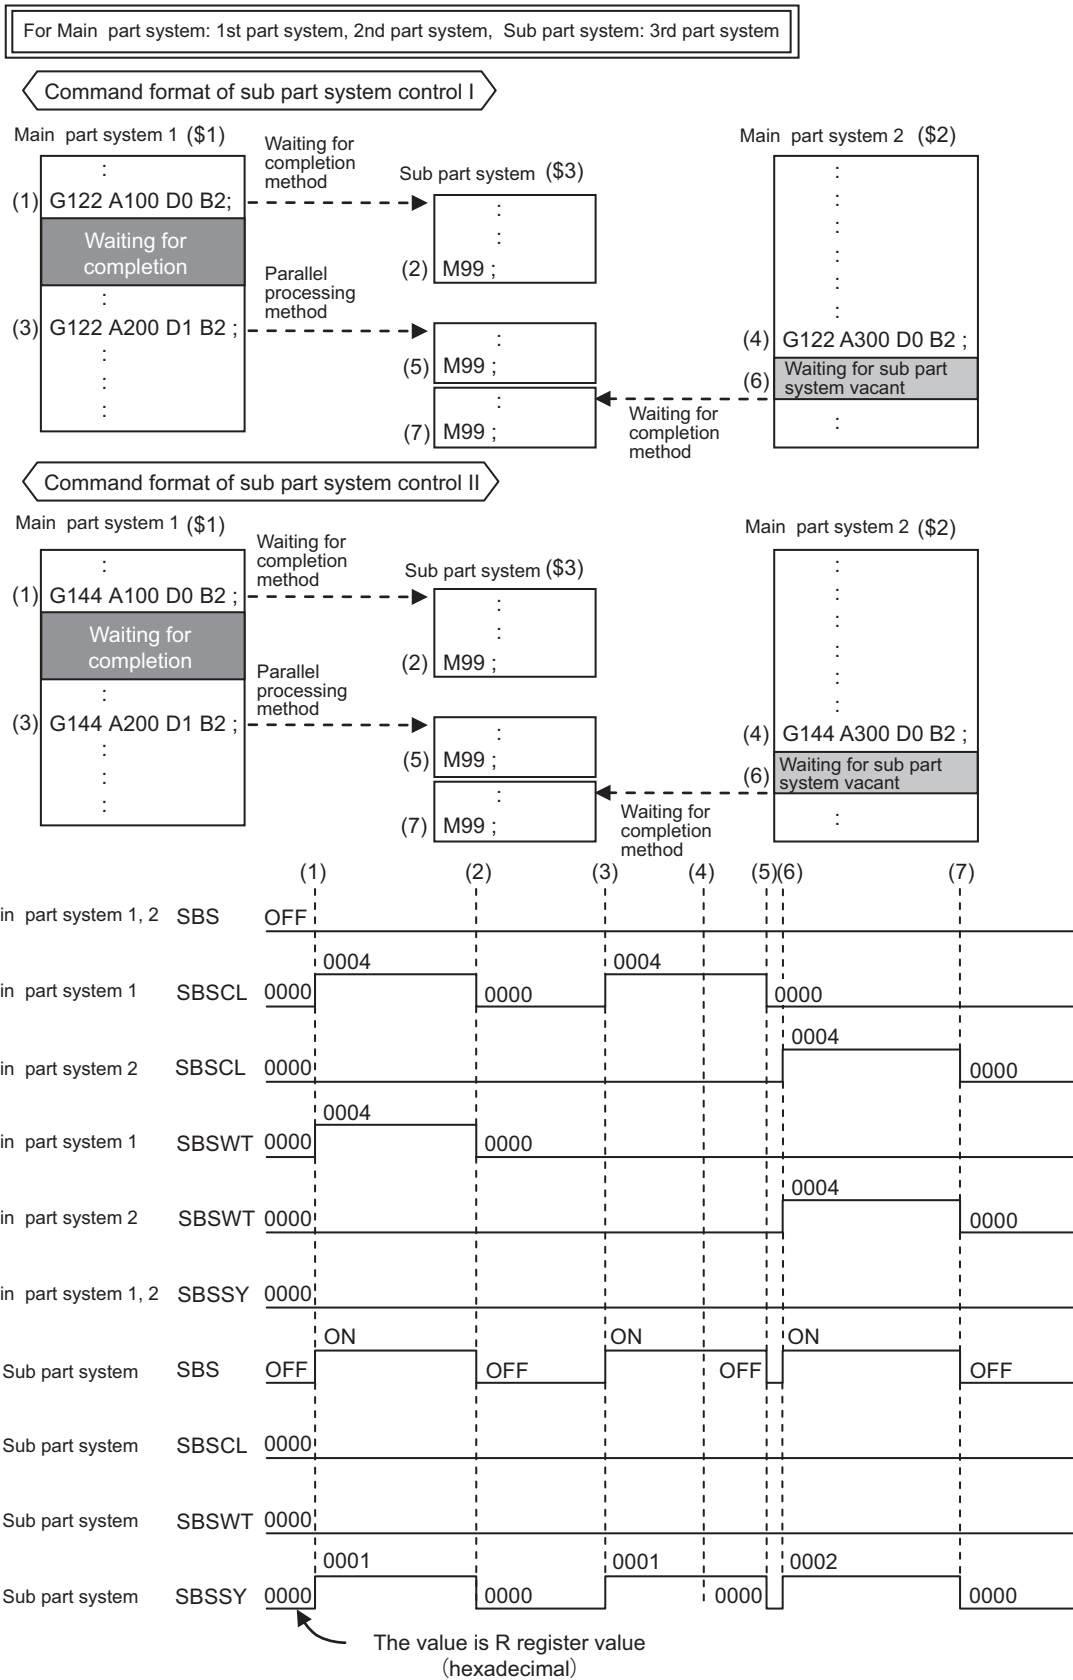 For Main part system: 1st part system, 2nd part system, Sub part system: 3rd part system
Command format of sub part system control I
Main part system 1 ($1)
Waiting for
completion
method
Sub part system ($3)
Main part system 2 ($2)
:
(1) G122 A100 D0 B2;
Waiting for
completion
:
:
(2) M99 ;
Parallel
processing
method
:
(3) G122 A200 D1 B2 ;
:
:
:
:
(5) M99 ;
:
(7) M99 ;
:
:
:
:
:
:
(4) G122 A300 D0 B2 ;
(6) Waiting for sub part
system vacant
:
Waiting for
completion
method
Command format of sub part system control II
Main part system 1 ($1)
Waiting for
completion
method
Sub part system ($3)
Main part system 2 ($2)
:
(1) G144 A100 D0 B2 ;
Waiting for
completion
:
:
(2) M99 ;
Parallel
processing
method
:
(3) G144 A200 D1 B2 ;
:
:
:
:
(5) M99 ;
:
(7) M99 ;
:
:
:
:
:
:
(4) G144 A300 D0 B2 ;
(6) Waiting for sub part
system vacant
:
Waiting for
completion
method
(1) (2) (3) (4) (5)(6) (7)
in part system 1, 2 SBS OFF
in part system 1 SBSCL 0000 0004 0000 0004 0000
in part system 2 SBSCL 0000 0004 0000
in part system 1 SBSWT 0000 0004 0000
in part system 2 SBSWT 0000 0004 0000
in part system 1, 2 SBSSY 0000
Sub part system SBS OFF ON OFF ON OFF ON OFF
Sub part system SBSCL 0000
Sub part system SBSWT 0000
Sub part system SBSSY 0000 0001 0000 0001 0000 0002 0000
The value is R register value
(hexadecimal)